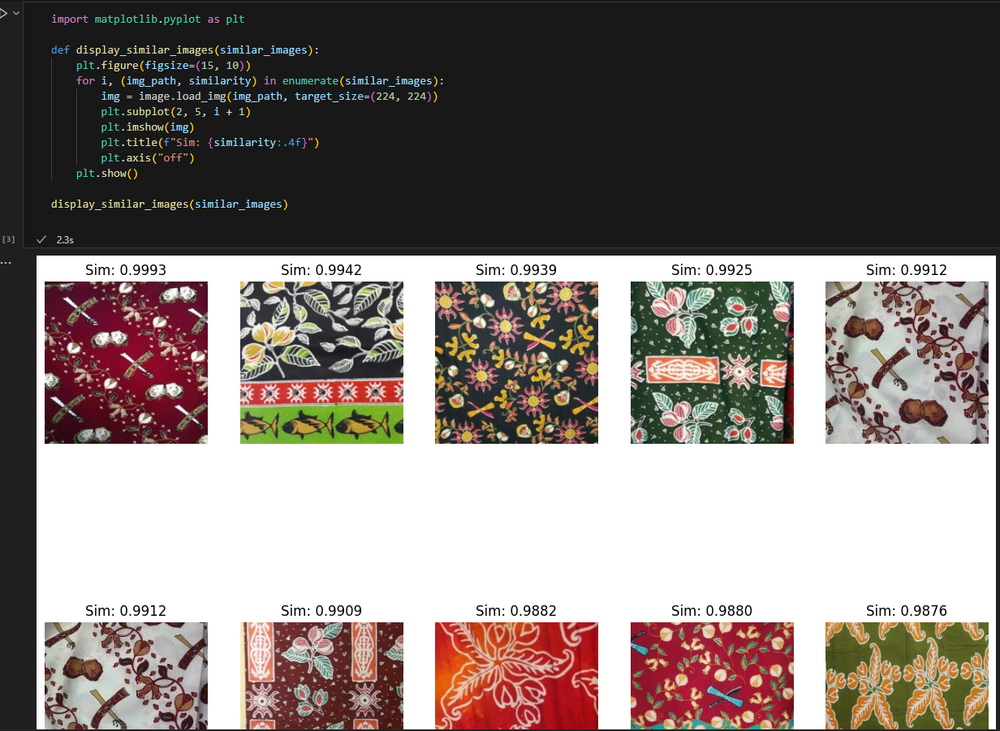 import matplotlib.pyplot as plt
def display_similar_images(similar_images):
    plt.figure(figsize=(15, 10))
    for i, (img_path, similarity) in enumerate(similar_images):
        img = image.load_img(img_path, target_size=(224, 224))
        plt.subplot(2, 5, i + 1)
        plt.imshow(img)
        plt.title(f"Sim: {similarity:.4f}")
        plt.axis("off")
    plt.show()
display_similar_images(similar_images)
[3] 2.3s
Sim: 0.9993 Sim: 0.9942 Sim: 0.9939 Sim: 0.9925 Sim: 0.9912
Sim: 0.9912 Sim: 0.9909 Sim: 0.9882 Sim: 0.9880 Sim: 0.9876